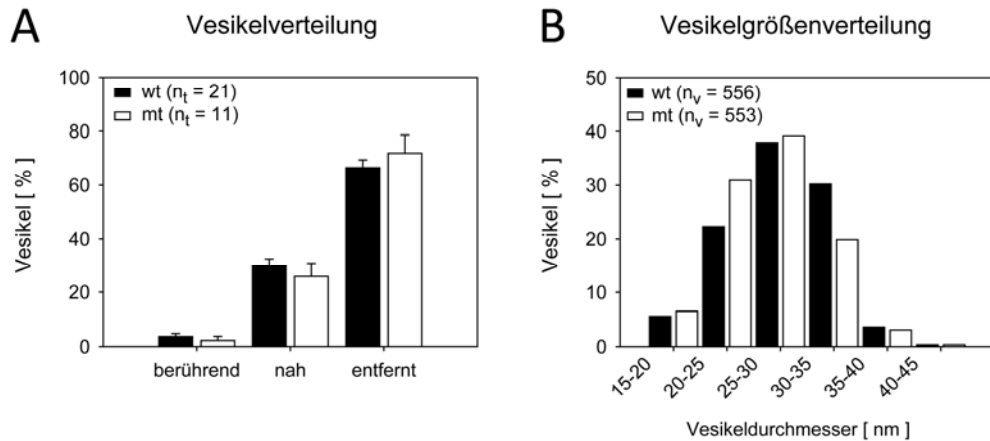 A
Vesikelverteilung
Vesikel [ % ]
100
80
60
40
20
0
wt (nt = 21)
mt (nt = 11)
berührend nah entfernt
B
Vesikelgrößenverteilung
Vesikel [ % ]
50
40
30
20
10
0
wt (nv = 556)
mt (nv = 553)
15-20 20-25 25-30 30-35 35-40 40-45
Vesikeldurchmesser [ nm ]